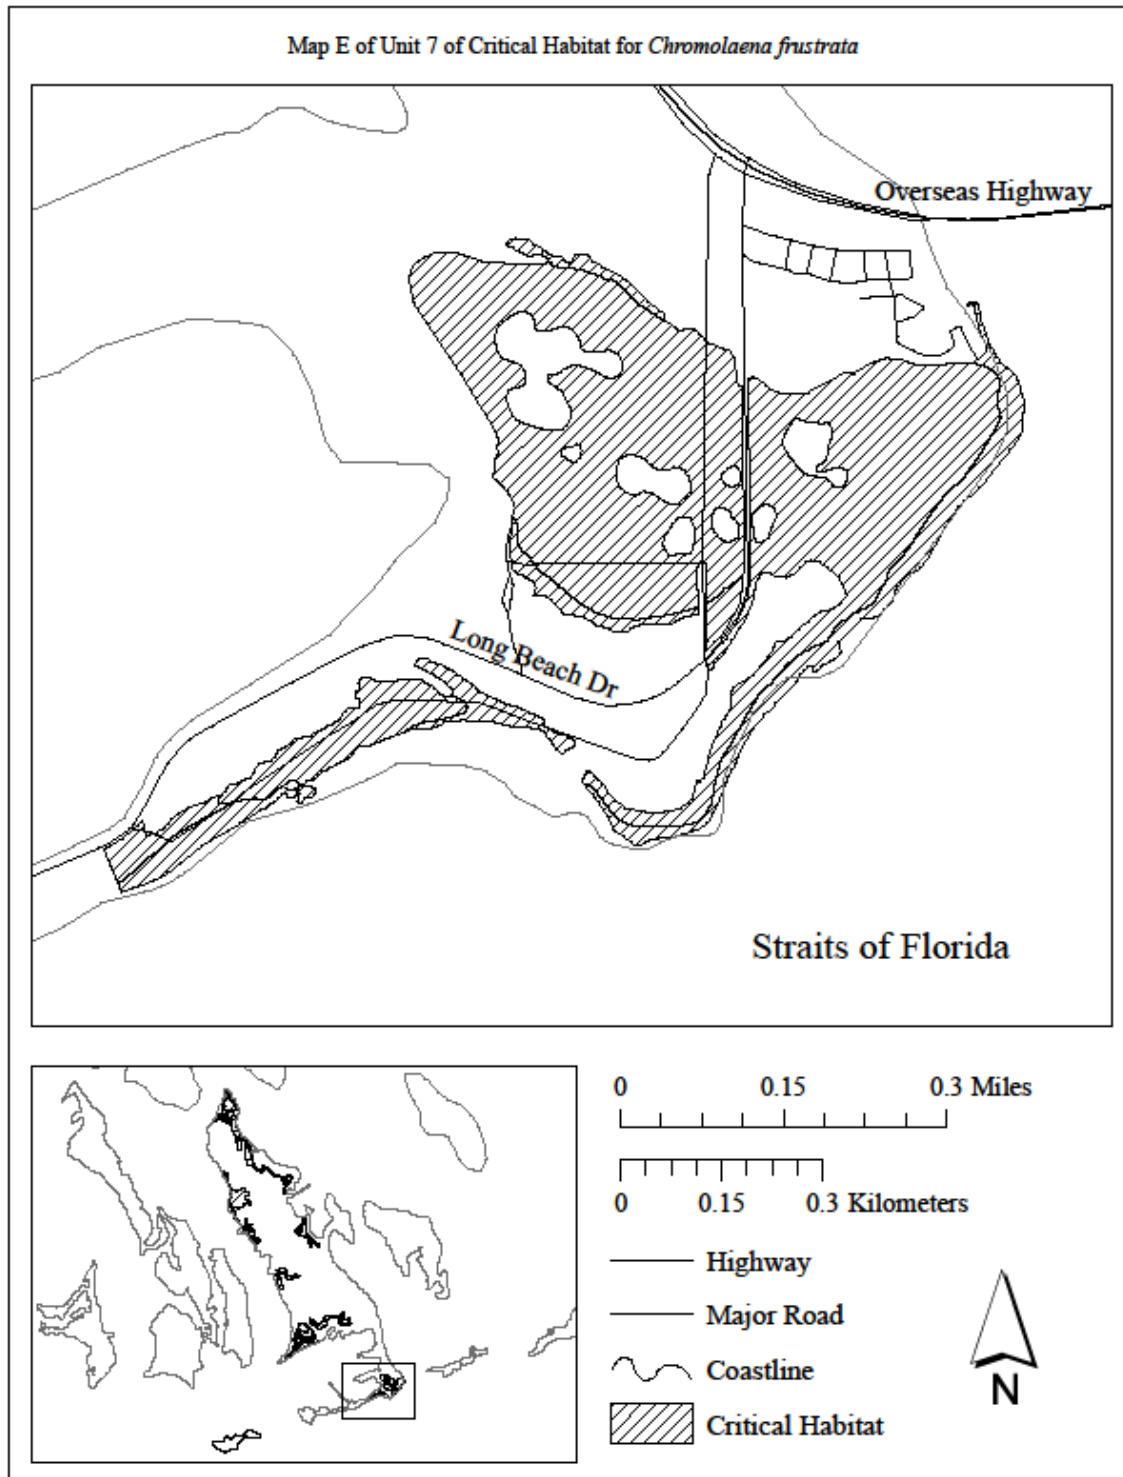 Map E of Unit 7 of Critical Habitat for Chromolaena frustrata
Overseas Highway
Long Beach Dr
Straits of Florida
0 0.15 0.3 Miles
0 0.15 0.3 Kilometers
Highway
Major Road
Coastline
Critical Habitat
N